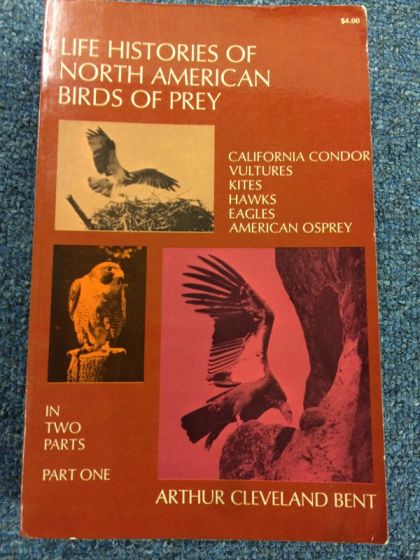 $4.00
LIFE HISTORIES OF
NORTH AMERICAN
BIRDS OF PREY
CALIFORNIA CONDOR
VULTURES
KITES
HAWKS
EAGLES
AMERICAN OSPREY
IN
TWO
PARTS
PART ONE
ARTHUR CLEVELAND BENT